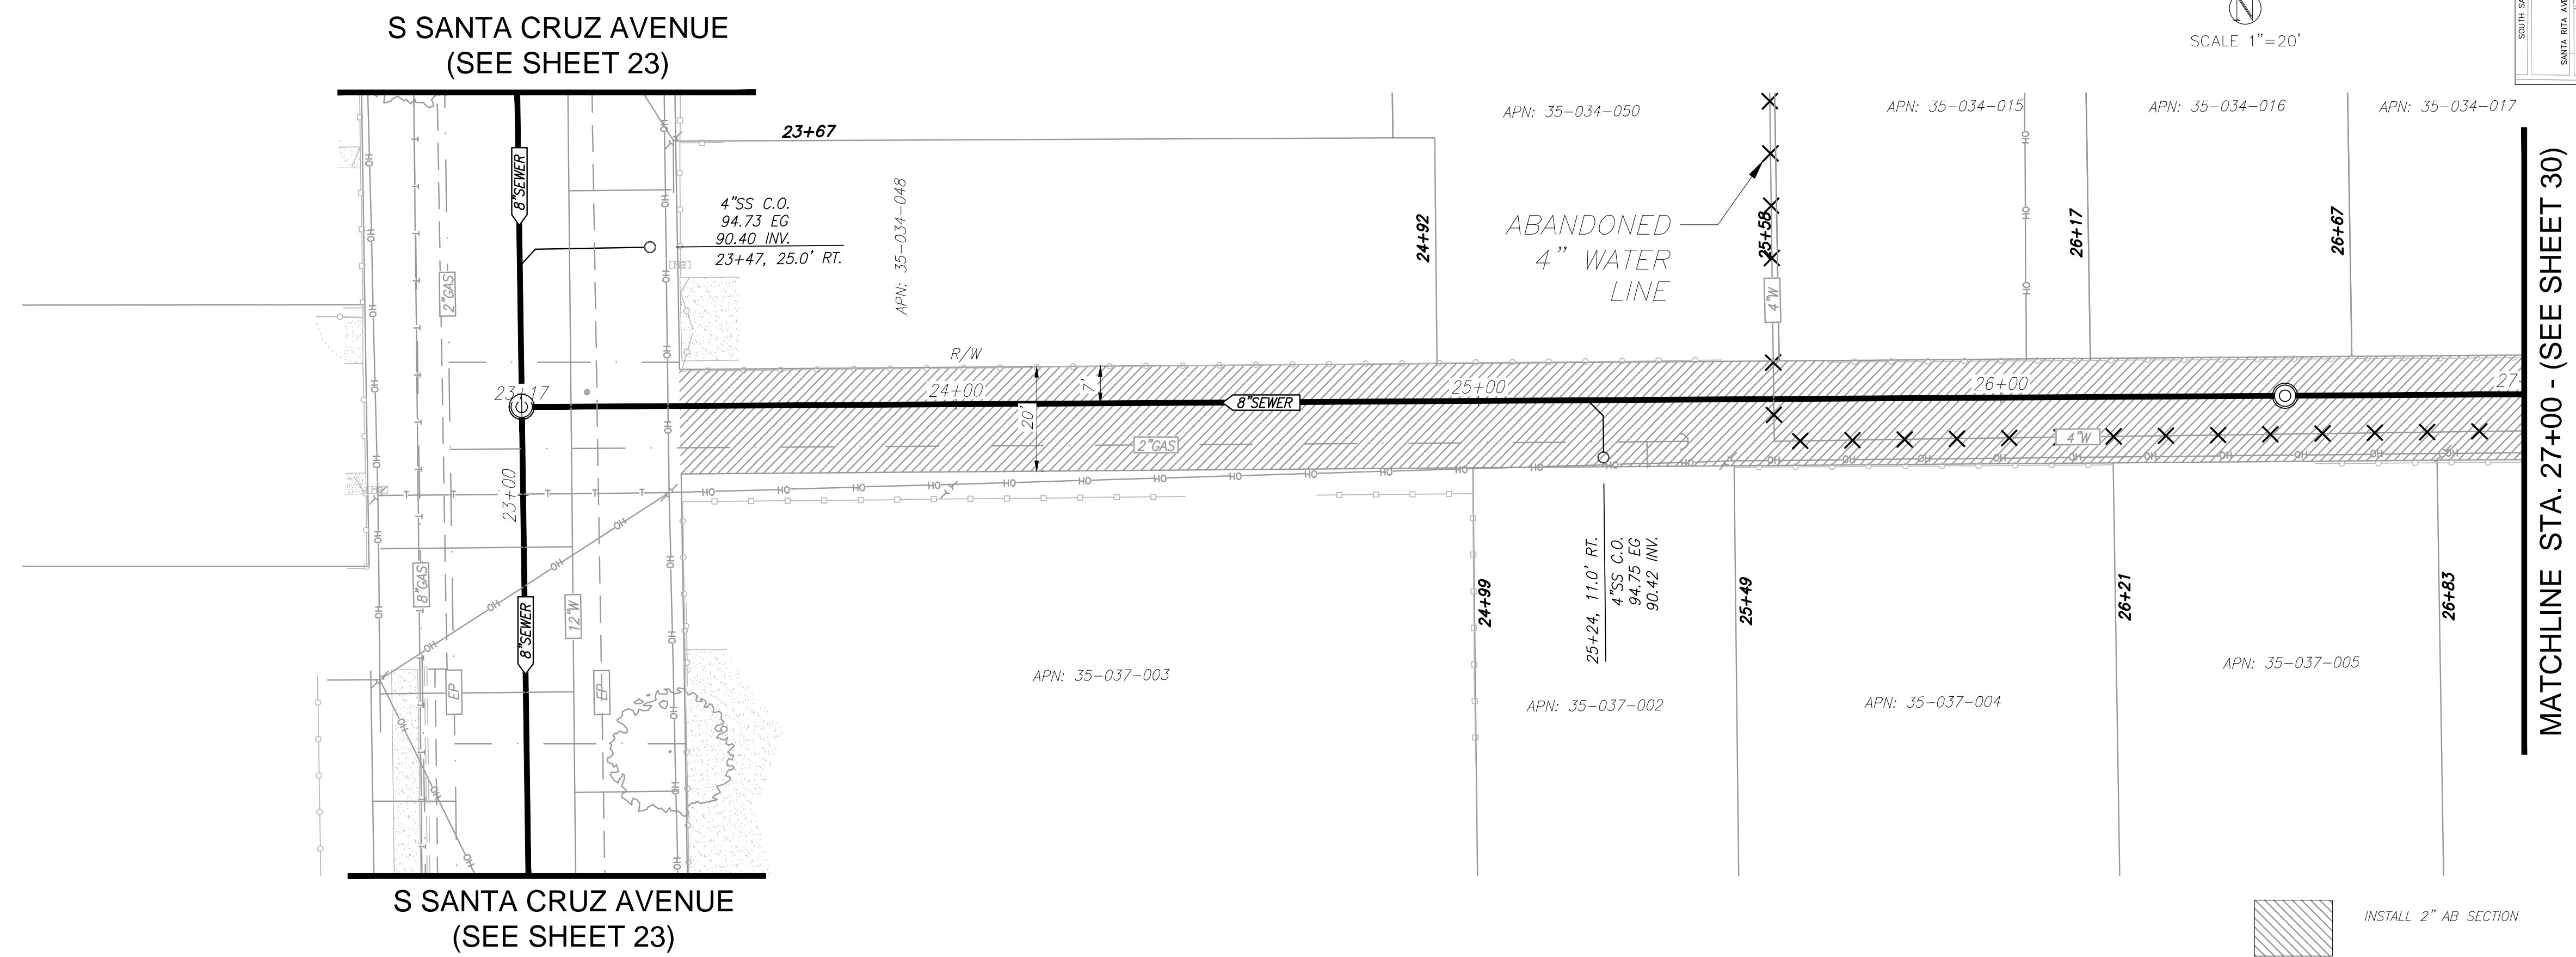 S SANTA CRUZ AVENUE
(SEE SHEET 23)
N
SCALE 1"=20'
SOUTH SA
SANTA RITA AVE
23+67
APN: 35-034-050
APN: 35-034-015
APN: 35-034-016
APN: 35-034-017
8"SEWER
4"SS C.O.
94.73 EG
90.40 INV.
23+47, 25.0' RT.
APN: 35-034-048
24+92
ABANDONED
4" WATER
LINE
25+58
26+17
26+67
2"GAS
4"W
R/W
23+17
24+00
7'
20'
8"SEWER
25+00
26+00
27
2"GAS
4"W
23+00
8"GAS
8"SEWER
12"W
EP
EP
24+99
25+24, 11.0' RT.
4"SS C.O.
94.75 EG
90.42 INV.
25+49
26+21
26+83
APN: 35-037-003
APN: 35-037-002
APN: 35-037-004
APN: 35-037-005
MATCHLINE STA. 27+00 - (SEE SHEET 30)
S SANTA CRUZ AVENUE
(SEE SHEET 23)
INSTALL 2" AB SECTION